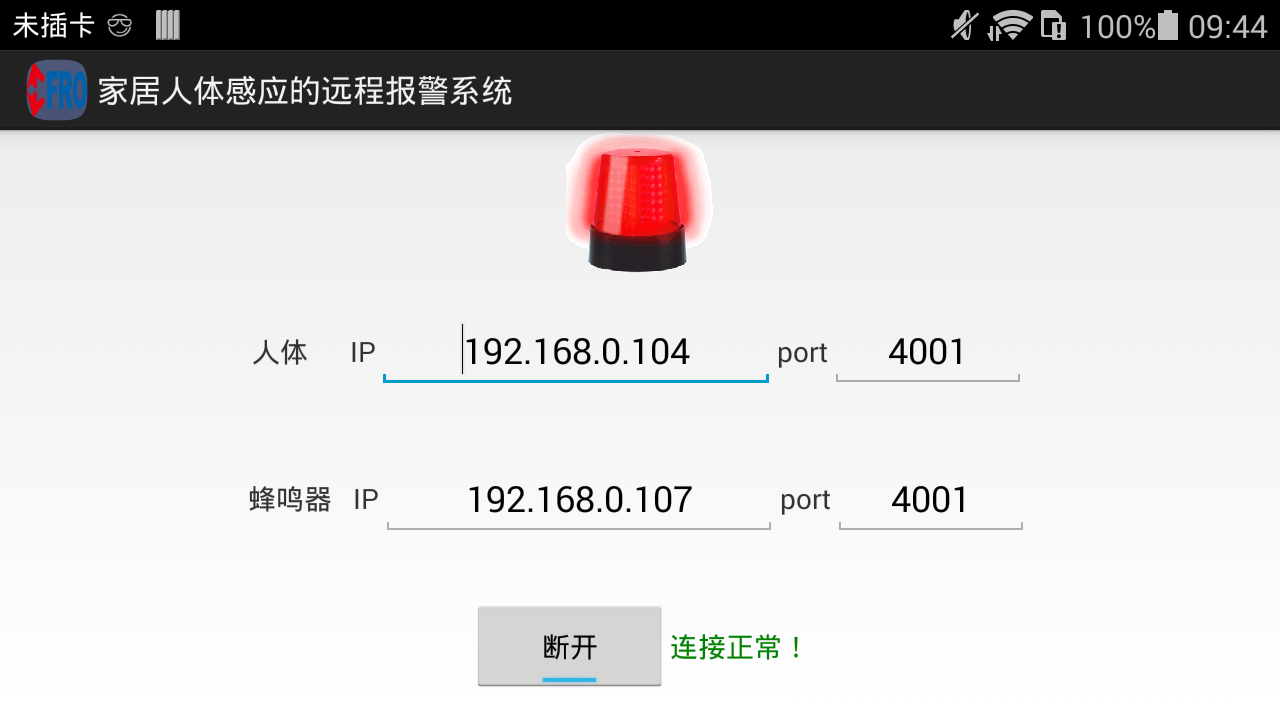 未插卡 100% 09:44
FRO 家居人体感应的远程报警系统
人体 IP 192.168.0.104 port 4001
蜂鸣器 IP 192.168.0.107 port 4001
断开 连接正常！